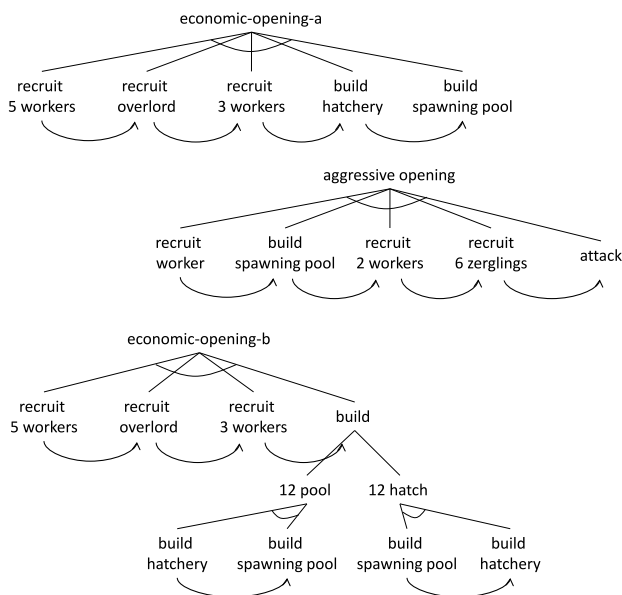 economic-opening-a
recruit
5 workers
recruit
overlord
recruit
3 workers
build
hatchery
build
spawning pool
aggressive opening
recruit
worker
build
spawning pool
recruit
2 workers
recruit
6 zerglings
attack
economic-opening-b
recruit
5 workers
recruit
overlord
recruit
3 workers
build
12 pool
12 hatch
build
hatchery
build
spawning pool
build
spawning pool
build
hatchery